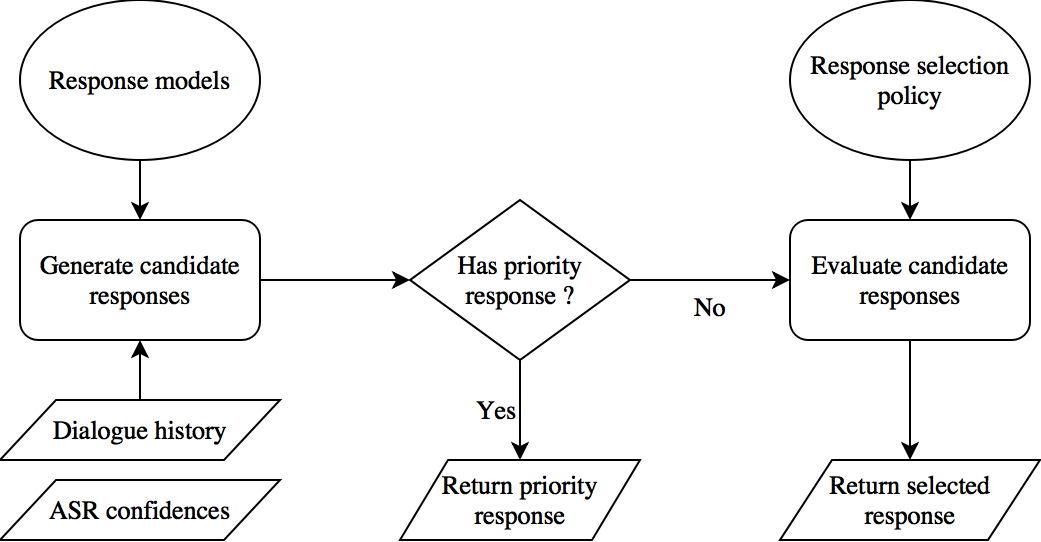 Response models
Response selection
policy
Generate candidate
responses
Has priority
response ?
No
Evaluate candidate
responses
Yes
Dialogue history
ASR confidences
Return priority
response
Return selected
response